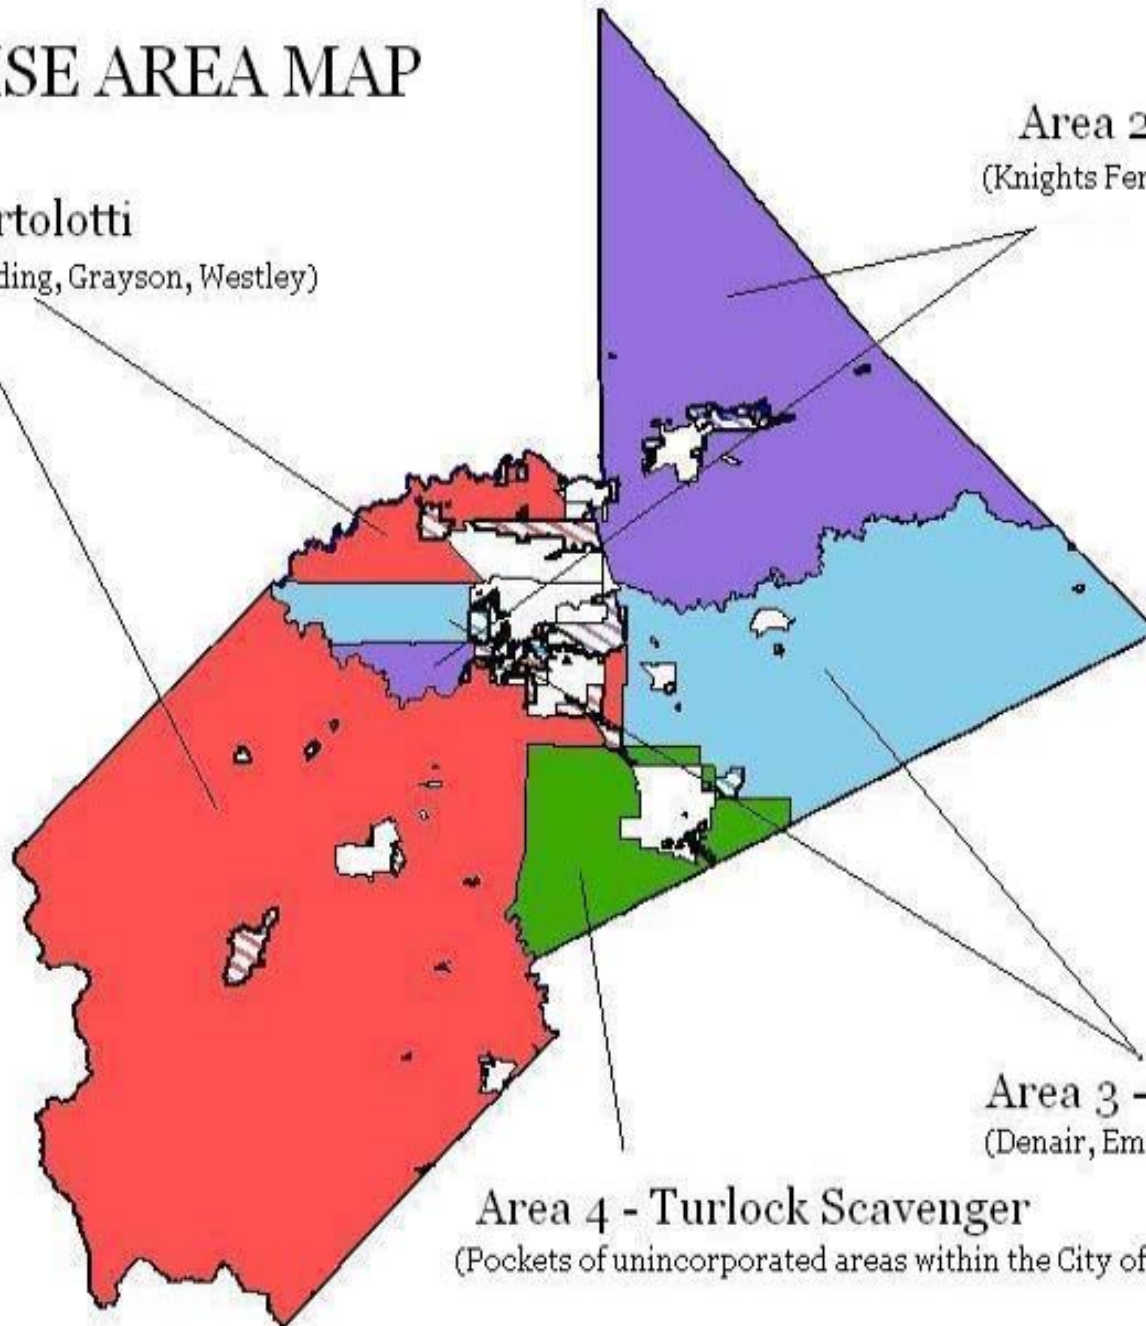 ISE AREA MAP
Area 2
(Knights Fer
rtolotti
ding, Grayson, Westley)
Area 3 -
(Denair, Em
Area 4 - Turlock Scavenger
(Pockets of unincorporated areas within the City of